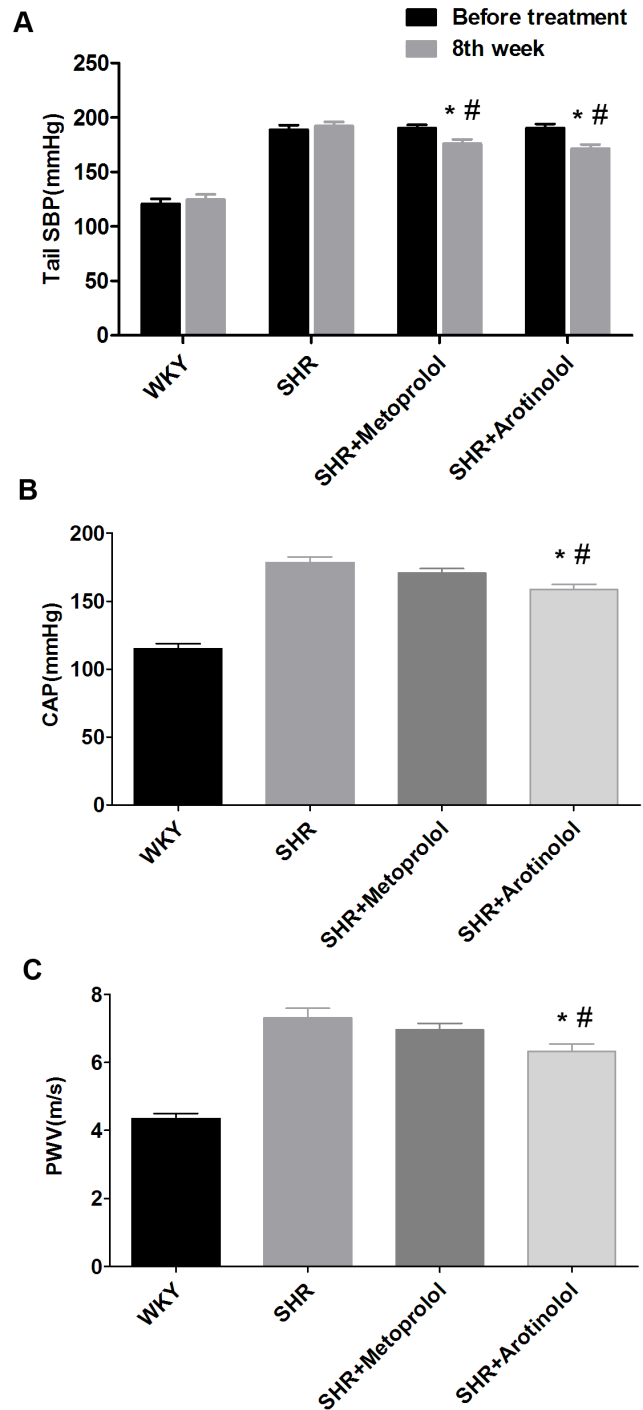 A
Before treatment
8th week
250
200
150
100
50
0
Tail SBP(mmHg)
* #
* #
WKY
SHR
SHR+Metoprolol
SHR+Arotinolol
B
200
150
100
50
0
CAP(mmHg)
* #
WKY
SHR
SHR+Metoprolol
SHR+Arotinolol
C
8
6
4
2
0
PWV(m/s)
* #
WKY
SHR
SHR+Metoprolol
SHR+Arotinolol